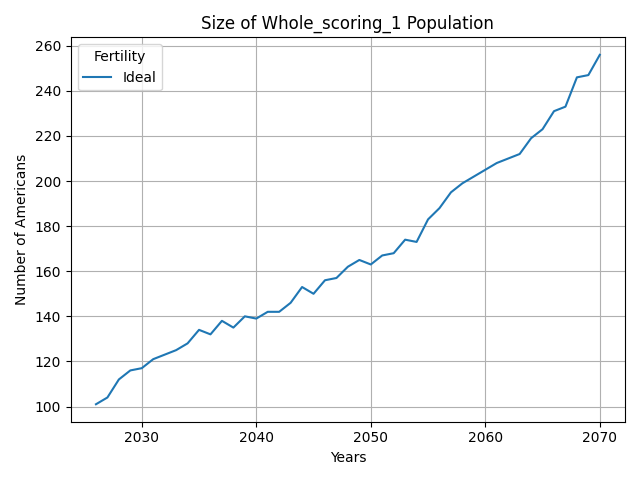 Size of Whole_scoring_1 Population
Fertility
Ideal
Number of Americans
260
240
220
200
180
160
140
120
100
2030 2040 2050 2060 2070
Years